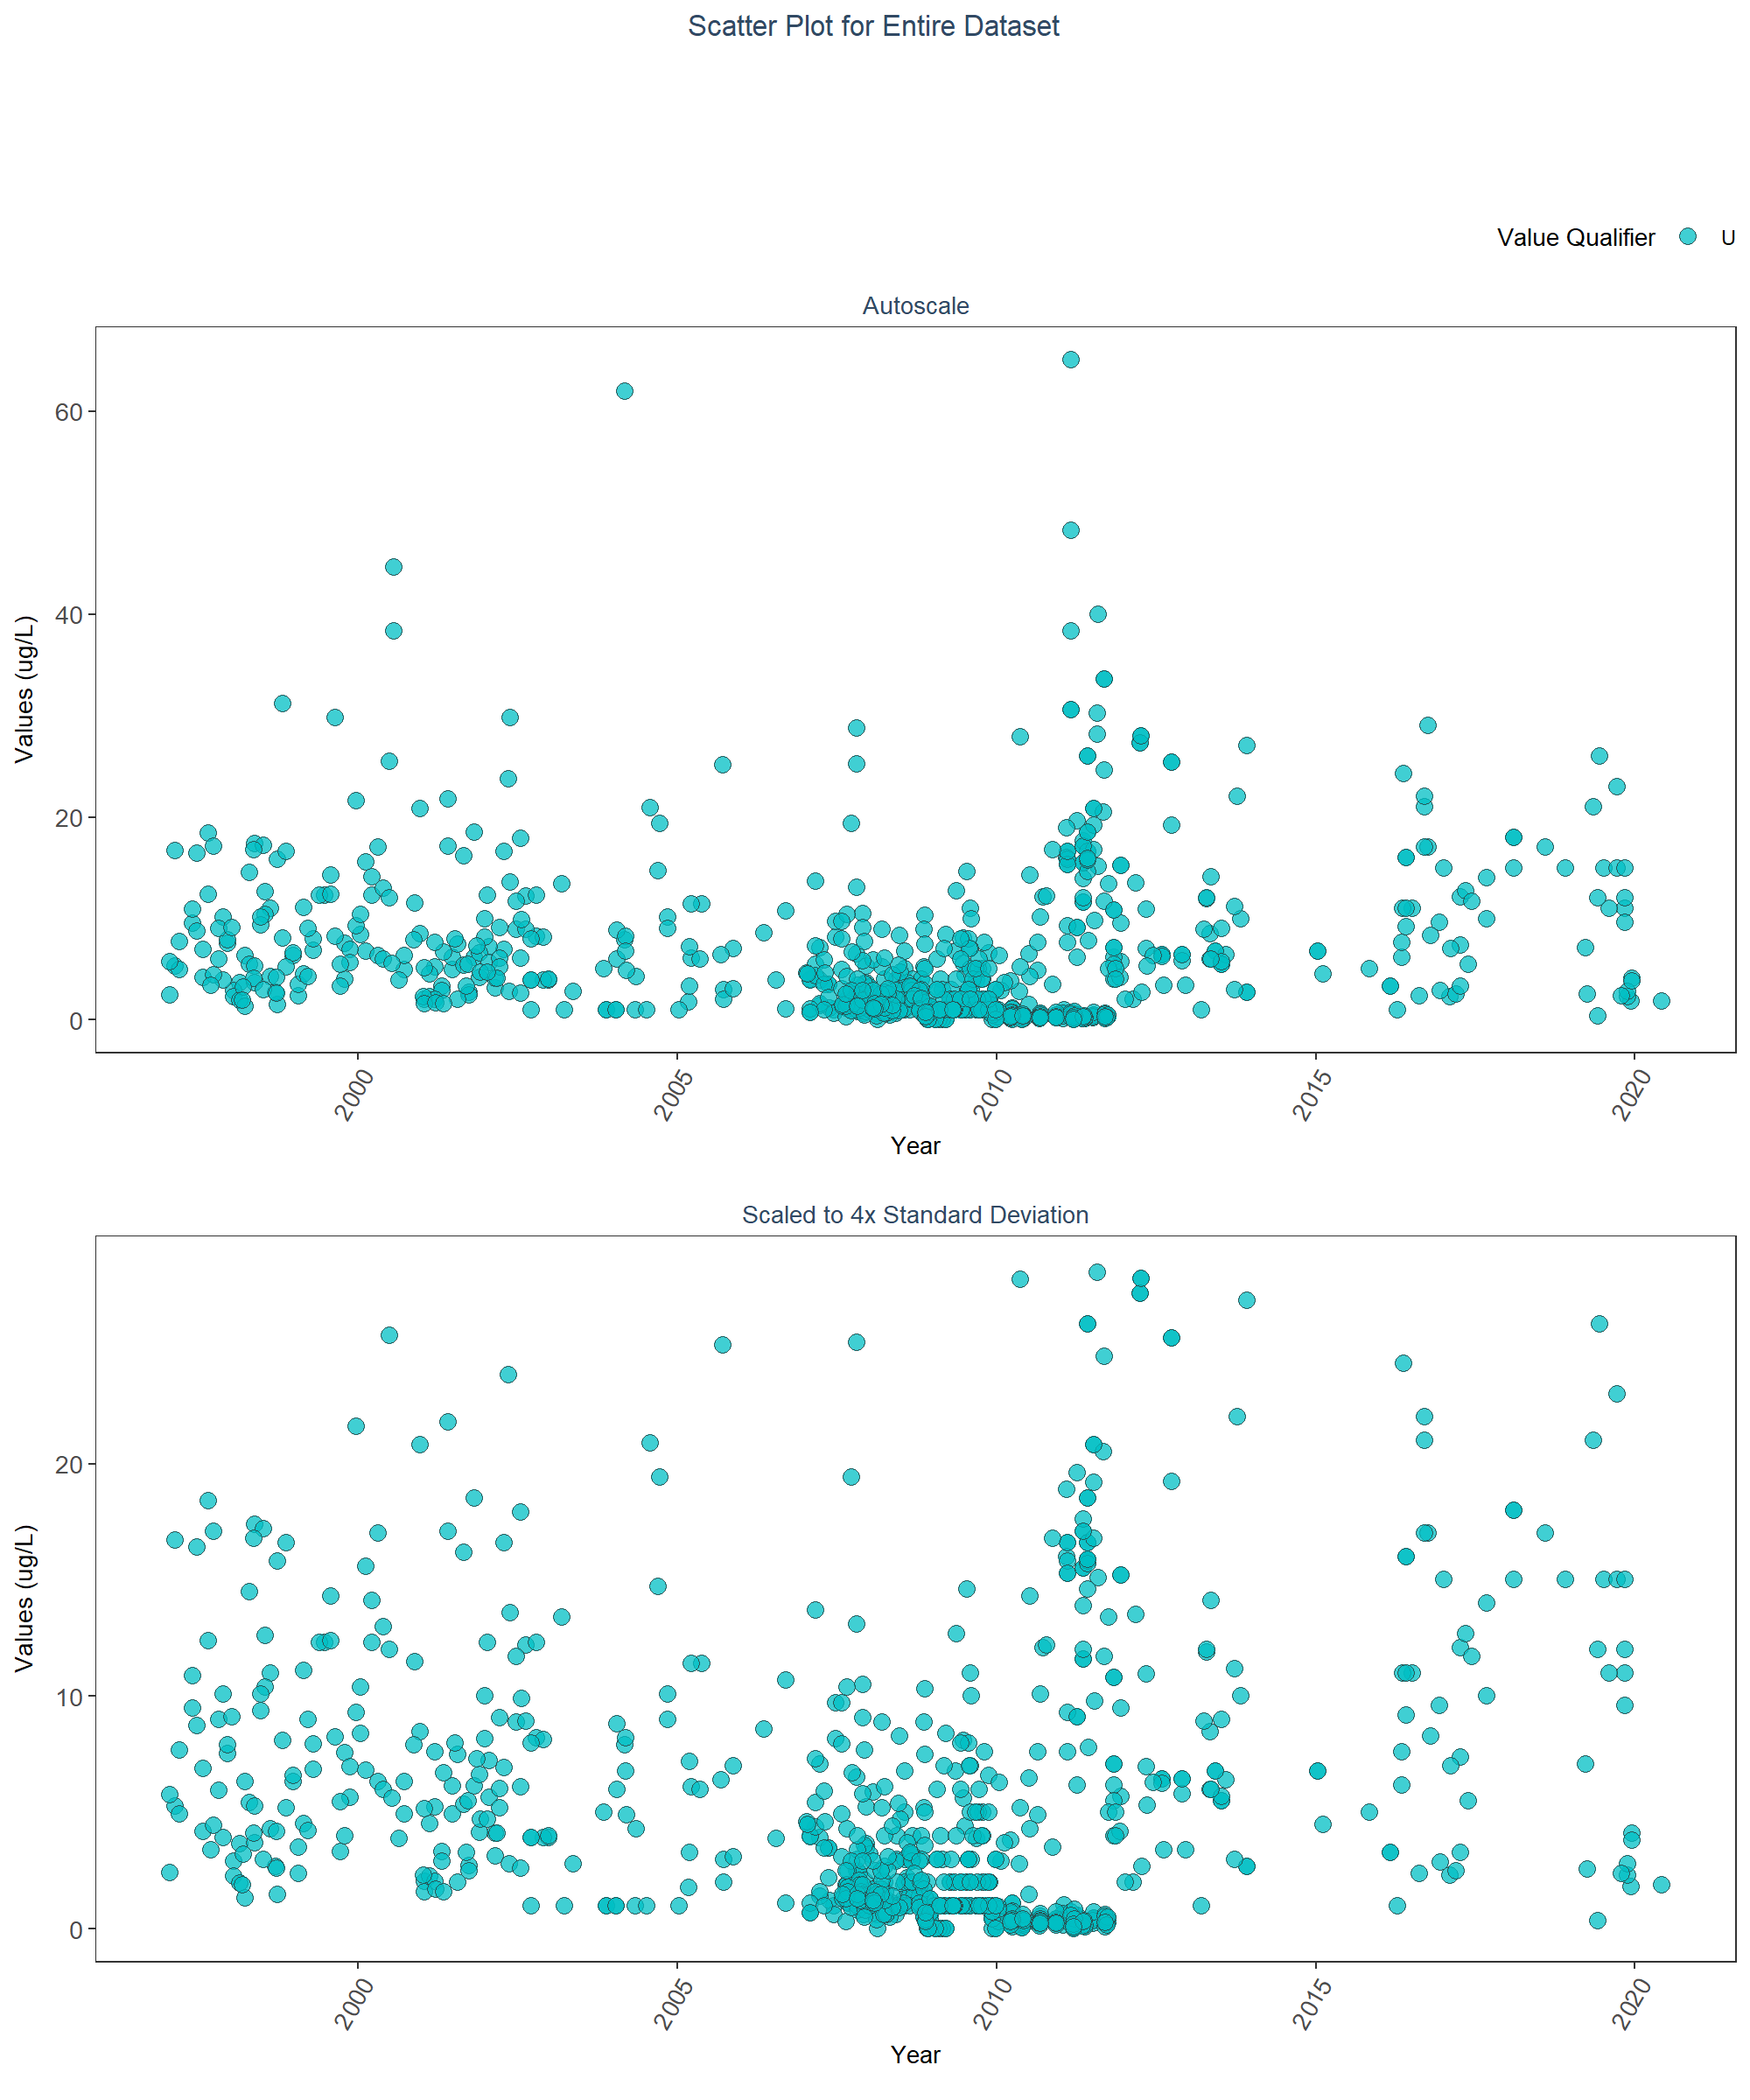 Scatter Plot for Entire Dataset
Value Qualifier U
Autoscale
60
40
20
0
Values (ug/L)
2000 2005 2010 2015 2020
Year
Scaled to 4x Standard Deviation
20
10
0
Values (ug/L)
2000 2005 2010 2015 2020
Year